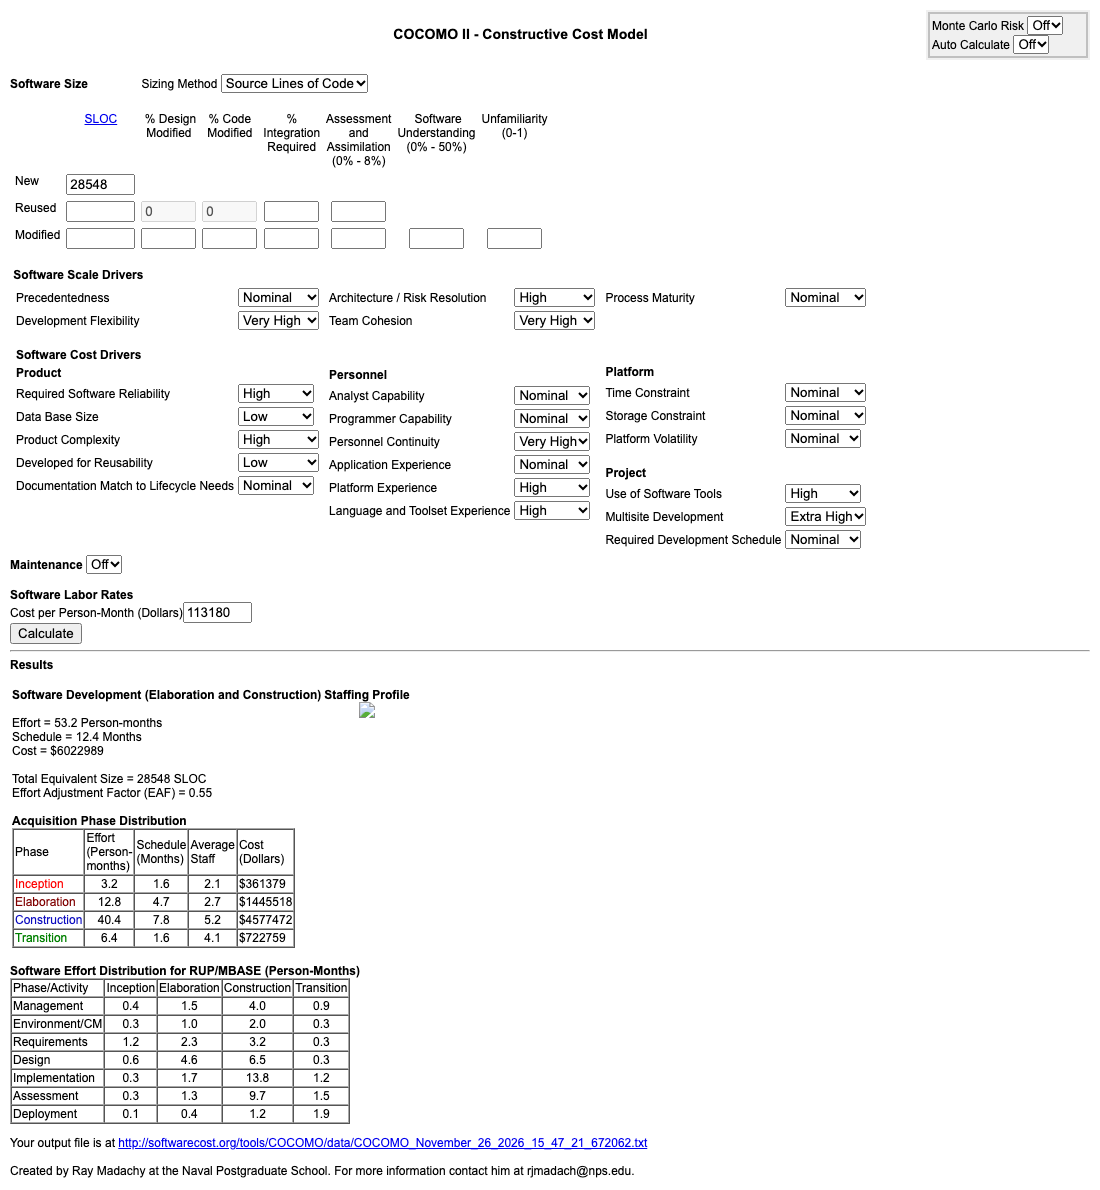 COCOMO II - Constructive Cost Model
Monte Carlo Risk Off
Auto Calculate Off
Software Size Sizing Method Source Lines of Code
SLOC % Design Modified % Code Modified % Integration Required Assessment and Assimilation (0% - 8%) Software Understanding (0% - 50%) Unfamiliarity (0-1)
New 28548
Reused 0 0
Modified
Software Scale Drivers
Precedentedness Nominal Architecture / Risk Resolution High Process Maturity Nominal
Development Flexibility Very High Team Cohesion Very High
Software Cost Drivers
Product
Required Software Reliability High
Data Base Size Low
Product Complexity High
Developed for Reusability Low
Documentation Match to Lifecycle Needs Nominal
Personnel
Analyst Capability Nominal
Programmer Capability Nominal
Personnel Continuity Very High
Application Experience Nominal
Platform Experience High
Language and Toolset Experience High
Platform
Time Constraint Nominal
Storage Constraint Nominal
Platform Volatility Nominal
Project
Use of Software Tools High
Multisite Development Extra High
Required Development Schedule Nominal
Maintenance Off
Software Labor Rates
Cost per Person-Month (Dollars) 113180
Calculate
Results
Software Development (Elaboration and Construction) Staffing Profile
Effort = 53.2 Person-months
Schedule = 12.4 Months
Cost = $6022989
Total Equivalent Size = 28548 SLOC
Effort Adjustment Factor (EAF) = 0.55
Acquisition Phase Distribution
Phase Effort (Person-months) Schedule (Months) Average Staff Cost (Dollars)
Inception 3.2 1.6 2.1 $361379
Elaboration 12.8 4.7 2.7 $1445518
Construction 40.4 7.8 5.2 $4577472
Transition 6.4 1.6 4.1 $722759
Software Effort Distribution for RUP/MBASE (Person-Months)
Phase/Activity Inception Elaboration Construction Transition
Management 0.4 1.5 4.0 0.9
Environment/CM 0.3 1.0 2.0 0.3
Requirements 1.2 2.3 3.2 0.3
Design 0.6 4.6 6.5 0.3
Implementation 0.3 1.7 13.8 1.2
Assessment 0.3 1.3 9.7 1.5
Deployment 0.1 0.4 1.2 1.9
Your output file is at http://softwarecost.org/tools/COCOMO/data/COCOMO_November_26_2026_15_47_21_672062.txt
Created by Ray Madachy at the Naval Postgraduate School. For more information contact him at rjmadach@nps.edu.